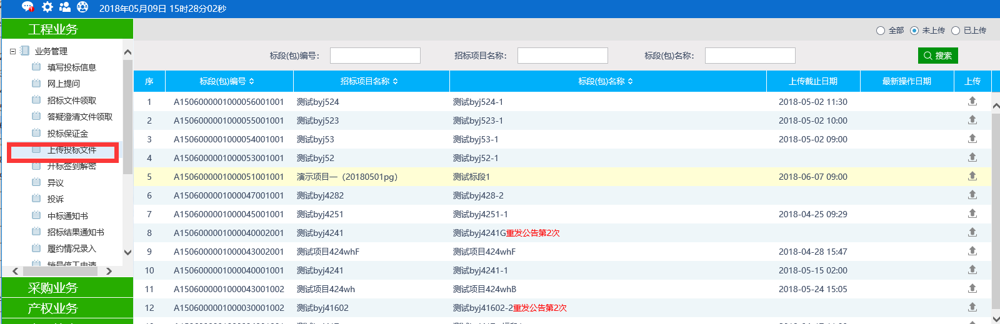 2018年05月09日 15时28分02秒
工程业务
业务管理
填写投标信息
网上提问
招标文件领取
答疑澄清文件领取
投标保证金
上传投标文件
开标签到解密
异议
投诉
中标通知书
招标结果通知书
履约情况录入
采购业务
产权业务
全部 未上传 已上传
标段(包)编号： 招标项目名称： 标段(包)名称： 搜索
序 标段(包)编号 招标项目名称 标段(包)名称 上传截止日期 最新操作日期 上传
1 A1506000001000056001001 测试byj524 测试byj524-1 2018-05-02 11:30
2 A1506000001000055001001 测试byj523 测试byj523-1 2018-05-02 10:00
3 A1506000001000054001001 测试byj53 测试byj53-1 2018-05-02 09:00
4 A1506000001000053001001 测试byj52 测试byj52-1
5 A1506000001000051001001 演示项目一（20180501pg） 测试标段1 2018-06-07 09:00
6 A1506000001000047001001 测试byj4282 测试byj428-2
7 A1506000001000045001001 测试byj4251 测试byj4251-1 2018-04-25 09:29
8 A1506000001000040002001 测试byj4241 测试byj4241G重发公告第2次
9 A1506000001000043002001 测试项目424whF 测试项目424whF 2018-04-28 15:47
10 A1506000001000040001001 测试byj4241 测试byj4241-1 2018-05-15 02:00
11 A1506000001000043001002 测试项目424wh 测试项目424whB 2018-05-24 15:05
12 A1506000001000030001002 测试byj41602 测试byj41602-2重发公告第2次